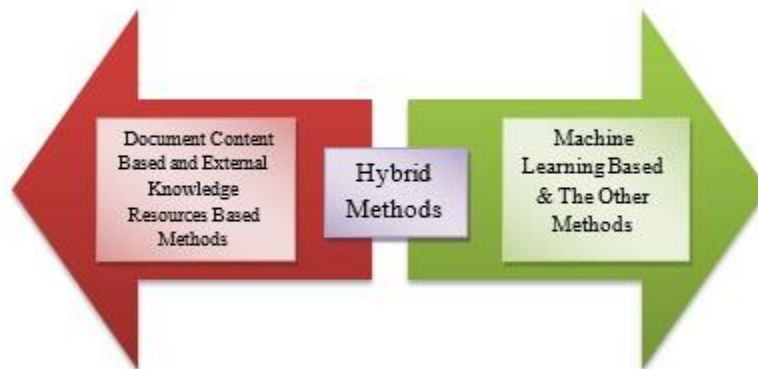 Document Content
Based and External
Knowledge
Resources Based
Methods
Hybrid
Methods
Machine
Learning Based
& The Other
Methods